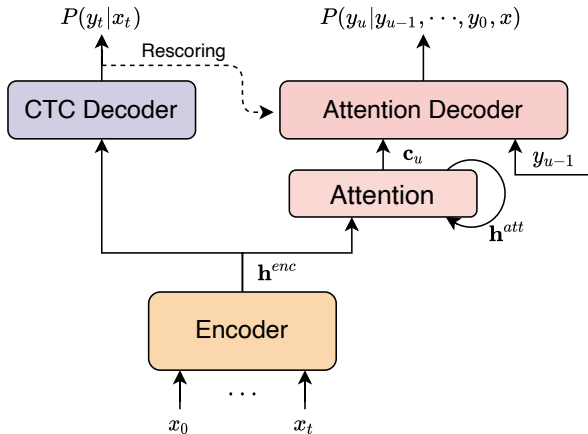 P(y_t|x_t)
P(y_u|y_{u-1}, ···, y_0, x)
Rescoring
CTC Decoder
Attention Decoder
c_u
y_{u-1}
Attention
h^{att}
h^{enc}
Encoder
···
x_0
x_t